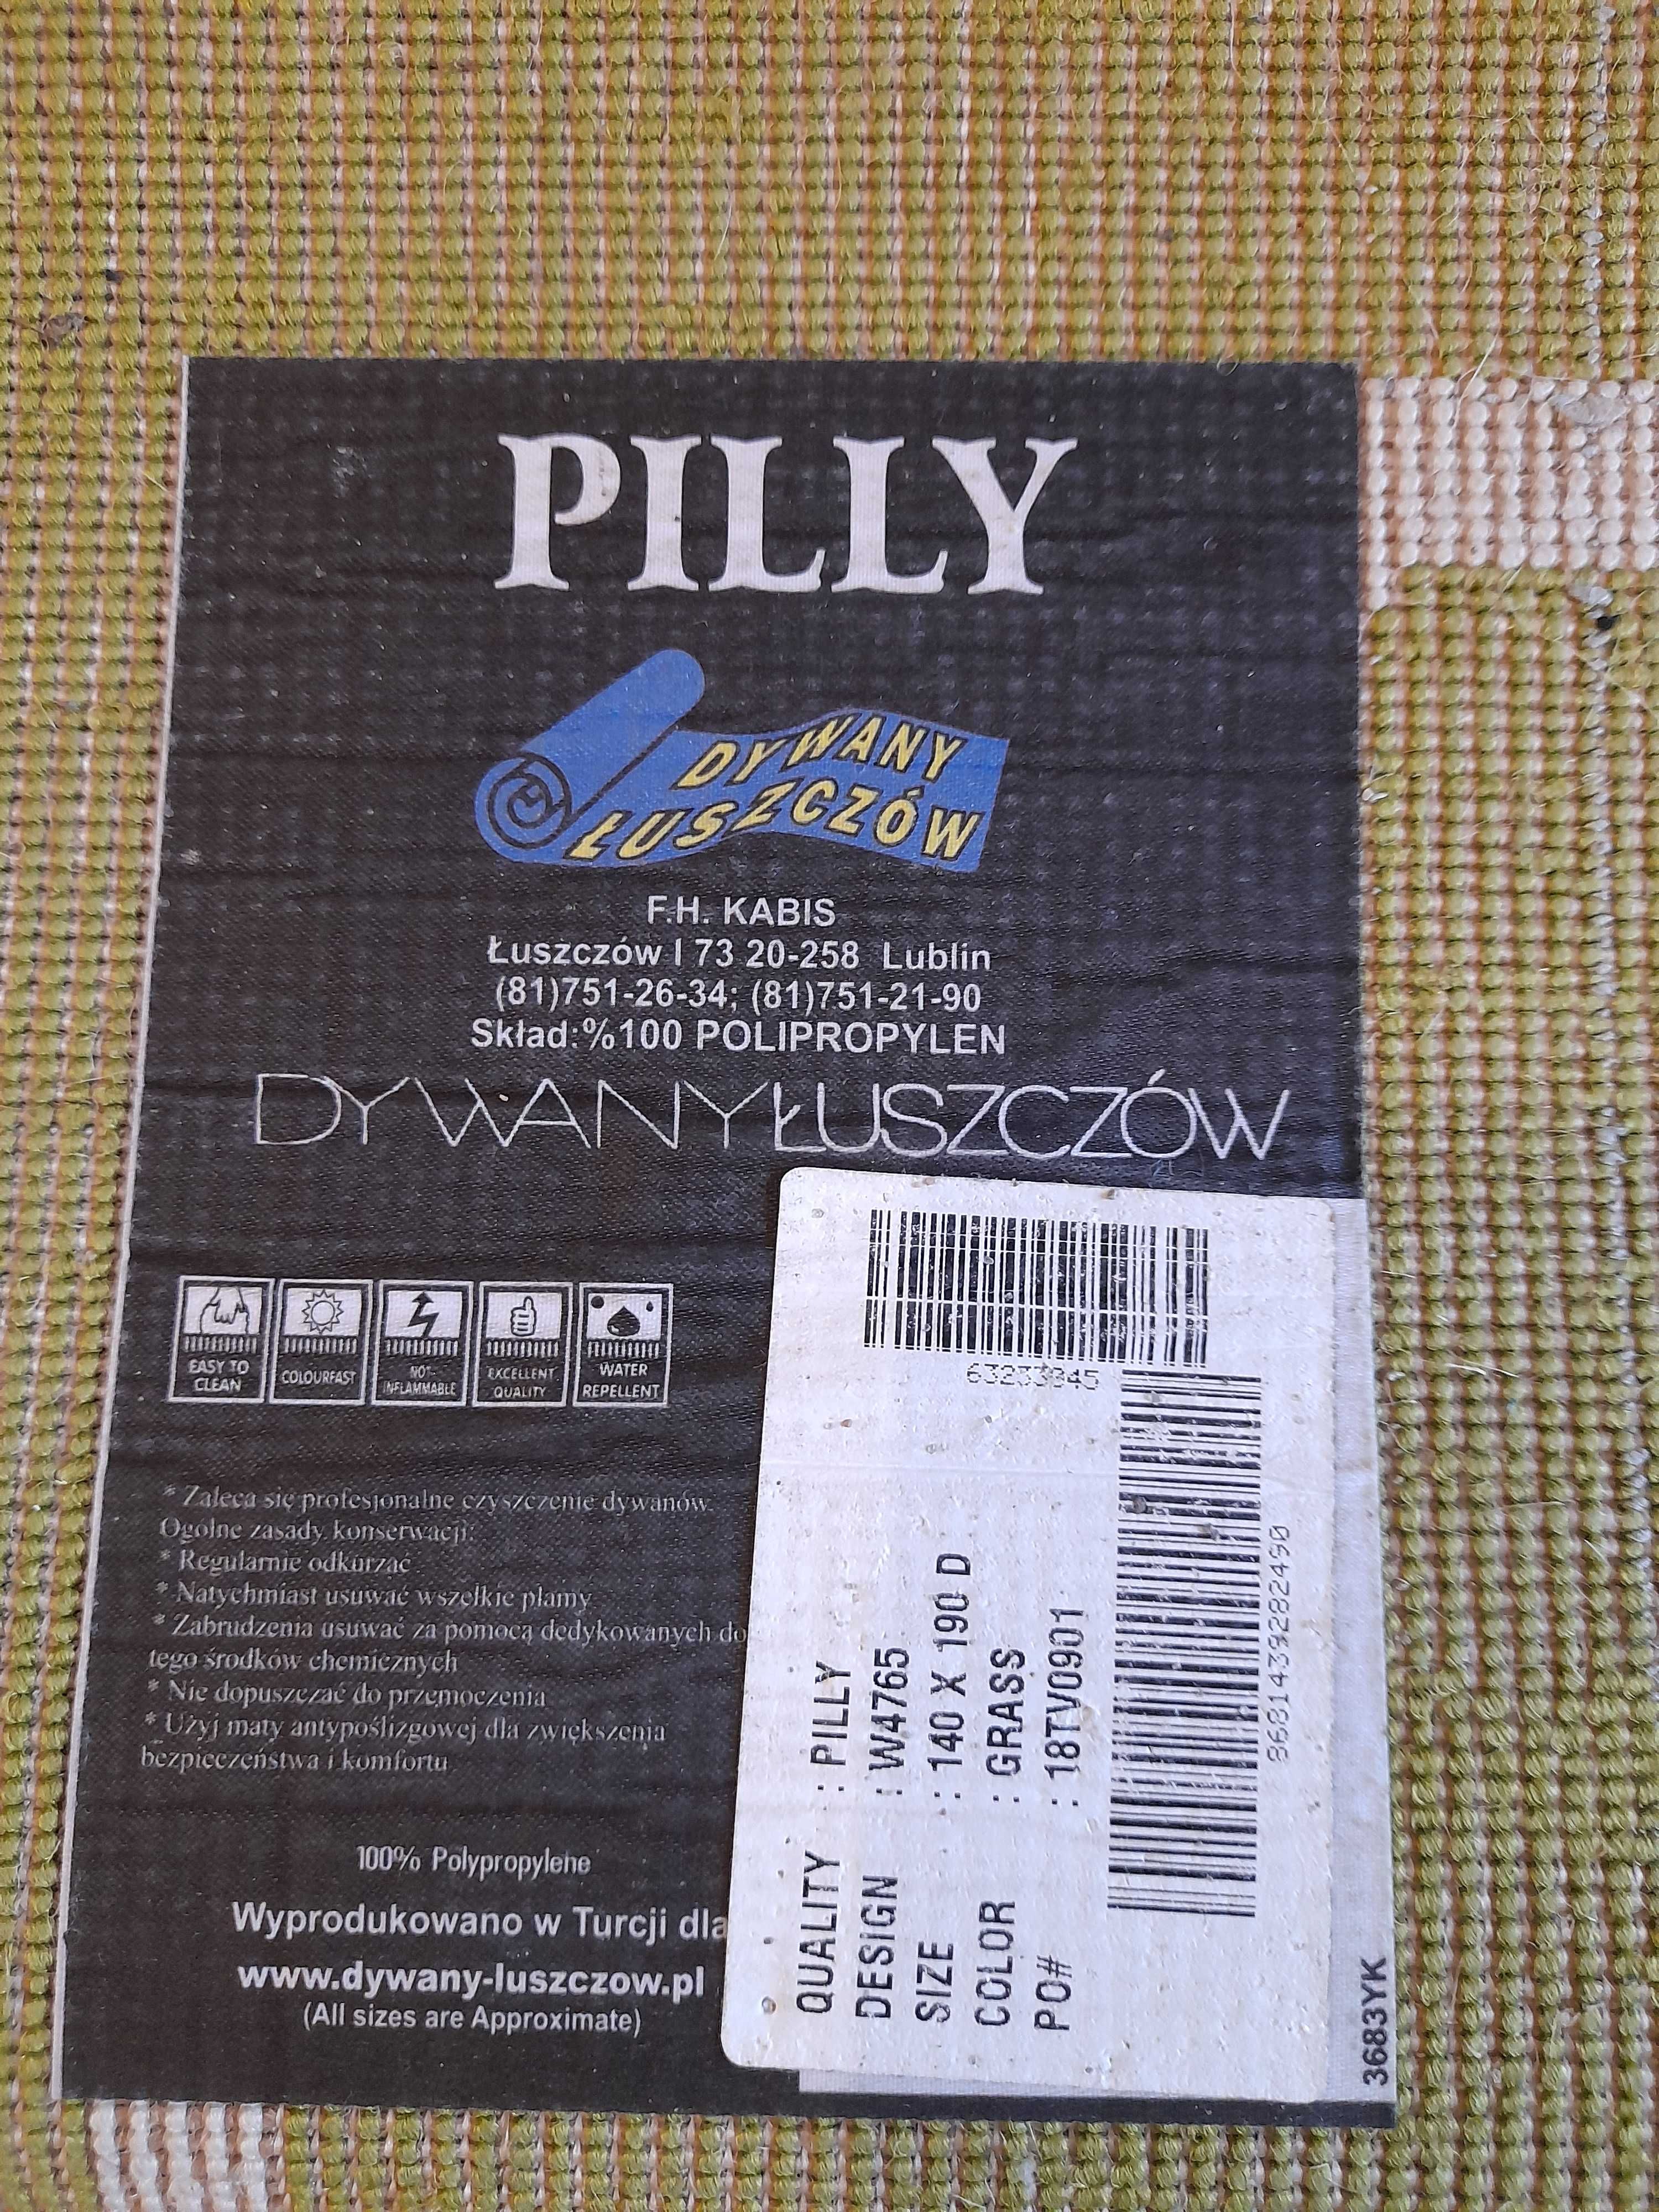 PILLY
DYWANY
ŁUSZCZÓW
F.H. KABIS
Łuszczów I 73 20-258 Lublin
(81)751-26-34; (81)751-21-90
Skład:%100 POLIPROPYLEN
DYWANYŁUSZCZÓW
EASY TO
CLEAN
COLOURFAST
NOT-
INFLAMMABLE
EXCELLENT
QUALITY
WATER
REPELLENT
* Zaleca się profesjonalne czyszczenie dywanów.
Ogólne zasady konserwacji:
* Regularnie odkurzać
* Natychmiast usuwać wszelkie plamy
* Zabrudzenia usuwać za pomocą dedykowanych do
tego środków chemicznych
* Nie dopuszczać do przemoczenia
* Użyj maty antypoślizgowej dla zwiększenia
bezpieczeństwa i komfortu
100% Polypropylene
Wyprodukowano w Turcji dla
www.dywany-luszczow.pl
(All sizes are Approximate)
63233845
QUALITY : PILLY
DESIGN : W4765
SIZE : 140 X 190 D
COLOR : GRASS
PO# : 18TV0901
8681439282490
3683YK